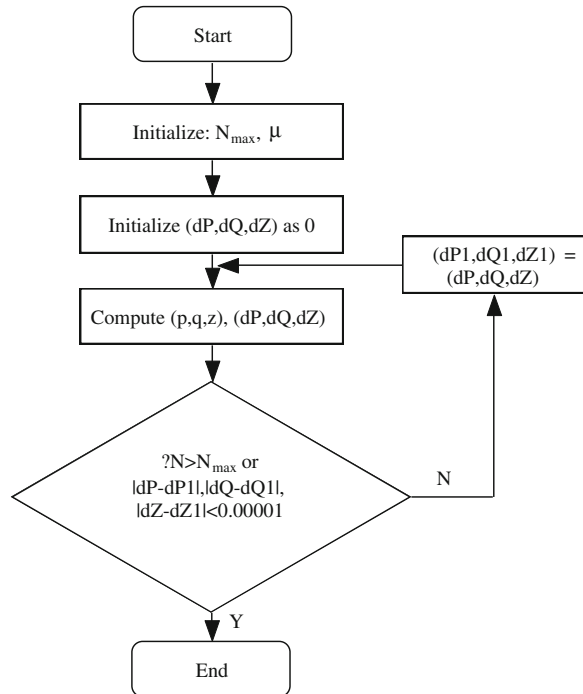 Start
Initialize: Nmax, μ
Initialize (dP,dQ,dZ) as 0
(dP1,dQ1,dZ1) =
(dP,dQ,dZ)
Compute (p,q,z), (dP,dQ,dZ)
?N>Nmax or
|dP-dP1|,|dQ-dQ1|,
|dZ-dZ1|<0.00001
N
Y
End